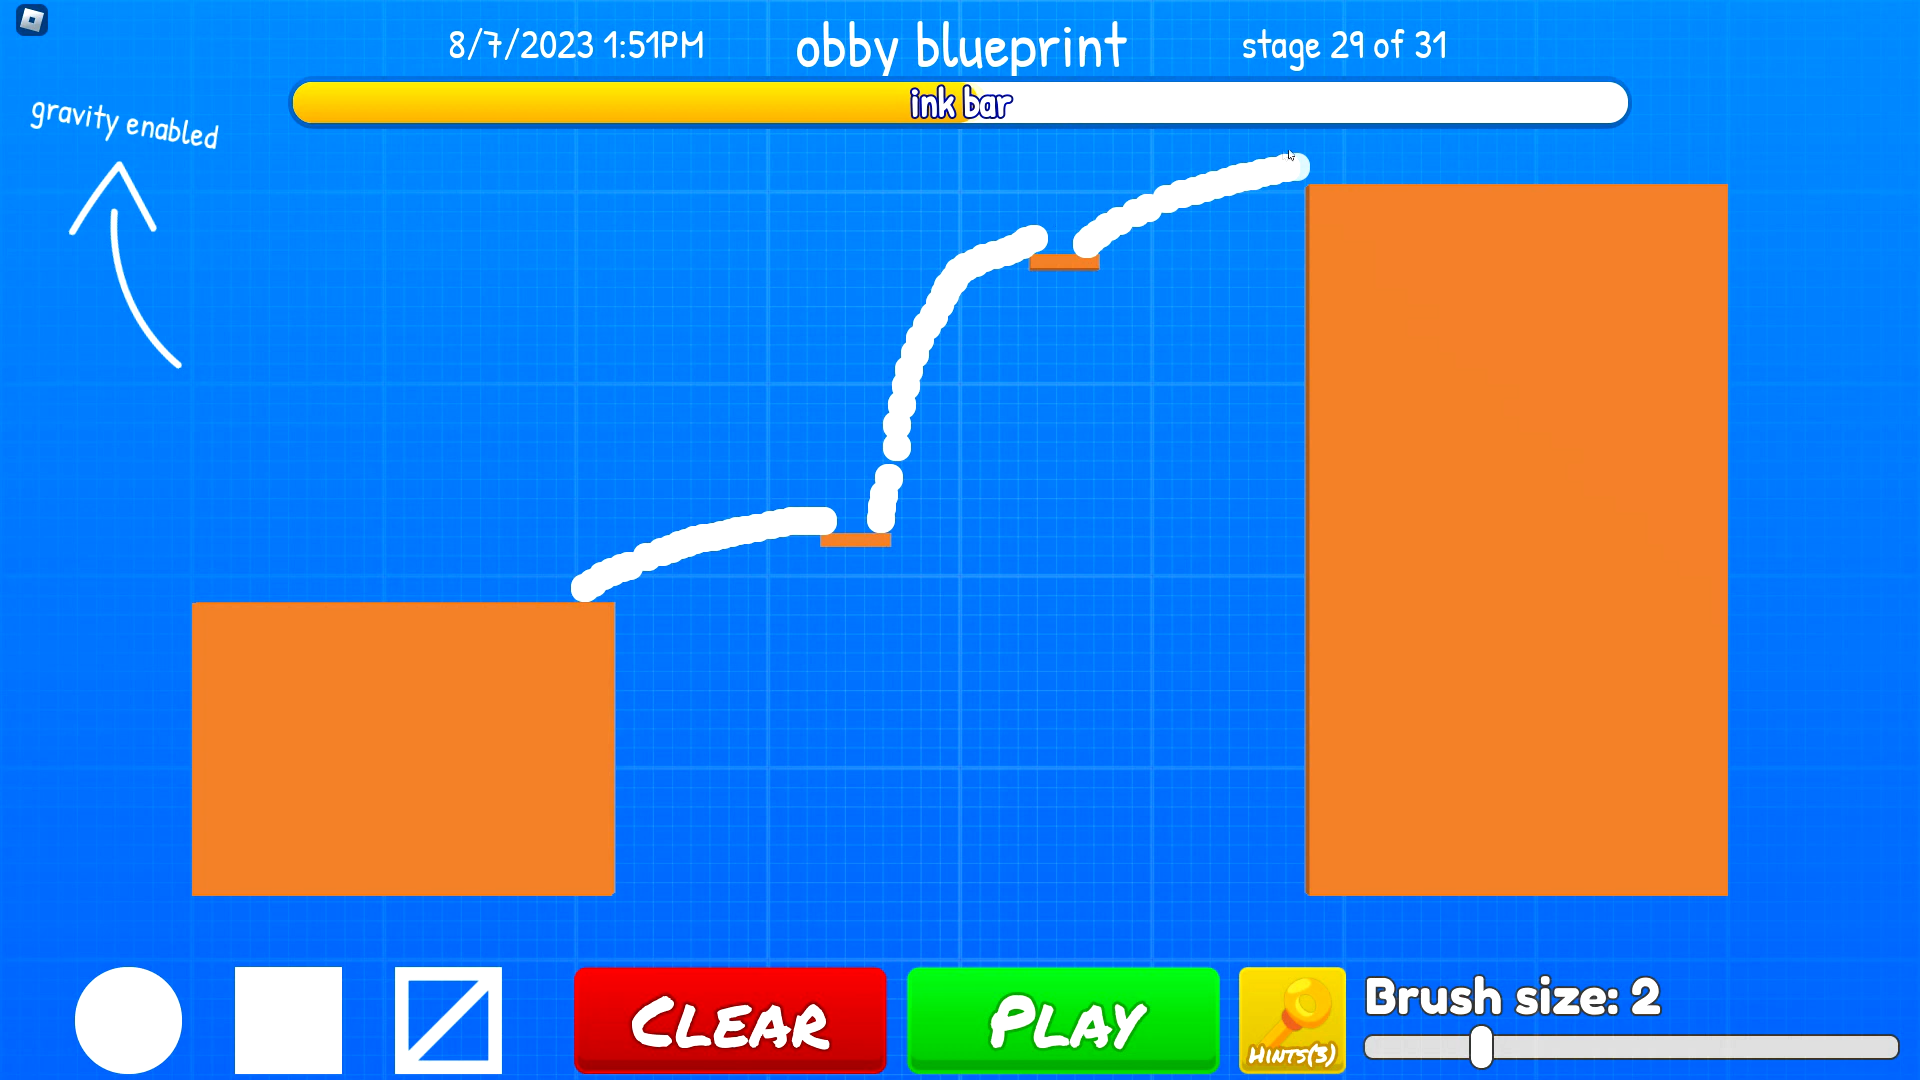 8/7/2023 1:51PM
obby blueprint
stage 29 of 31
ink bar
gravity enabled
CLEAR
PLAY
HINTS(3)
Brush size: 2